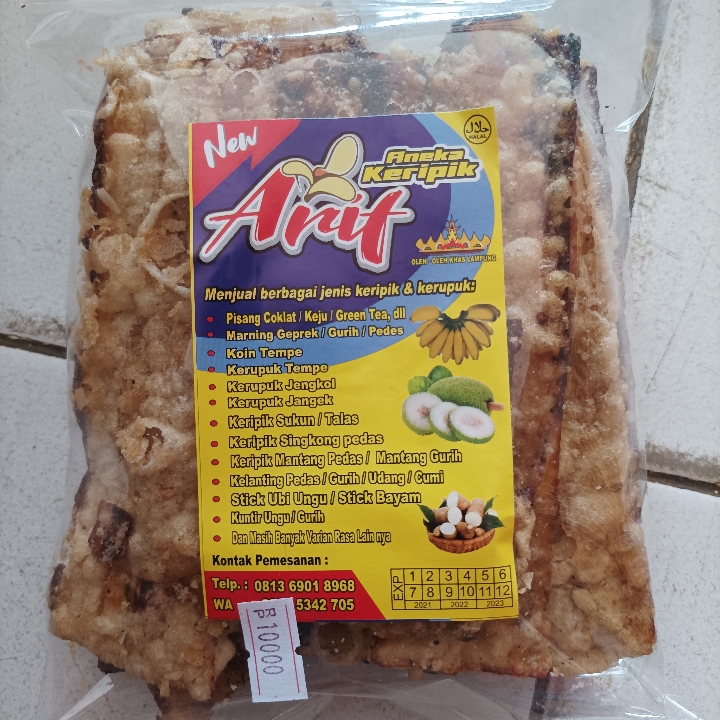 New
Aneka
Keripik
Arit
حلال
HALAL
OLEH - OLEH KHAS LAMPUNG
Menjual berbagai jenis keripik & kerupuk:
• Pisang Coklat / Keju / Green Tea, dll
• Marning Geprek / Gurih / Pedes
• Koin Tempe
• Kerupuk Tempe
• Kerupuk Jengkol
• Kerupuk Jangek
• Keripik Sukun / Talas
• Keripik Singkong pedas
• Keripik Mantang Pedas / Mantang Gurih
• Kelanting Pedas / Gurih / Udang / Cumi
• Stick Ubi Ungu / Stick Bayam
• Kuntir Ungu / Gurih
• Dan Masih Banyak Varian Rasa Lain nya
Kontak Pemesanan :
Telp. : 0813 6901 8968
WA 5342 705
EXP 1 2 3 4 5 6
7 8 9 10 11 12
2021 2022 2023
RP10000